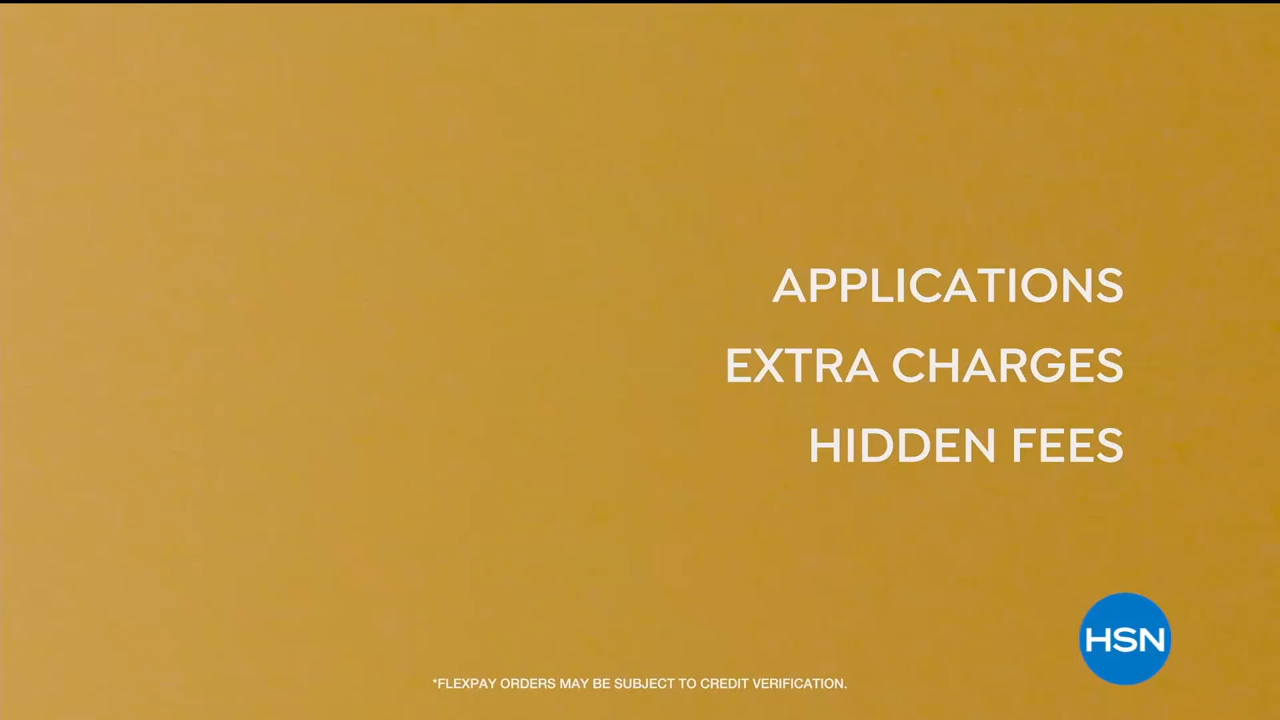 APPLICATIONS
EXTRA CHARGES
HIDDEN FEES
HSN
*FLEXPAY ORDERS MAY BE SUBJECT TO CREDIT VERIFICATION.